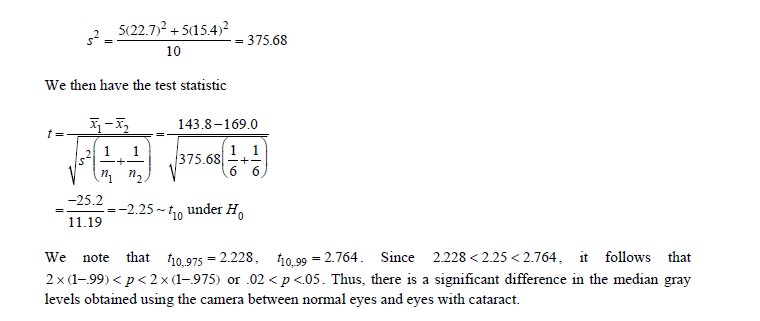 s² = 5(22.7)² + 5(15.4)² / 10 = 375.68
We then have the test statistic
t = x̄₁ − x̄₂ / √(s²(1/n₁ + 1/n₂)) = 143.8 − 169.0 / √(375.68(1/6 + 1/6))
= −25.2 / 11.19 = −2.25 ~ t₁₀ under H₀
We note that t₁₀,.975 = 2.228, t₁₀,.99 = 2.764. Since 2.228 < 2.25 < 2.764, it follows that
2 × (1−.99) < p < 2 × (1−.975) or .02 < p <.05. Thus, there is a significant difference in the median gray
levels obtained using the camera between normal eyes and eyes with cataract.